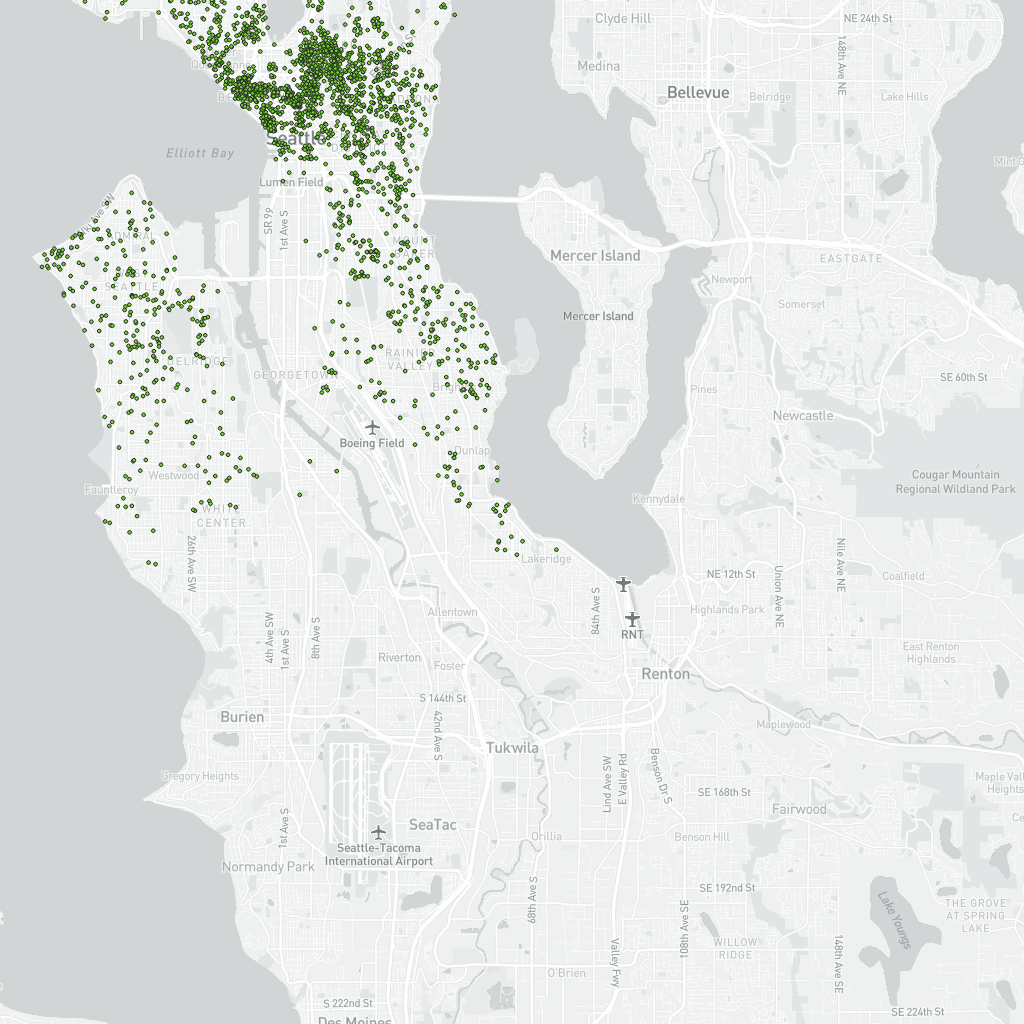 Clyde Hill
NE 24th St
Medina
148th Ave NE
Bellevue
Belridge
Lake Hills
Seattle
Elliott Bay
Lumen Field
SR 99
1st Ave S
ADMIRAL
SEATTLE
Mercer Island
EASTGATE
Newport
Somerset
Mercer Island
RAINIER
VALLEY
DELRIDGE
GEORGETOWN
SE 60th St
Pines
Newcastle
Boeing Field
Dunlap
Westwood
Fauntleroy
Cougar Mountain
Regional Wildland Park
Kennydale
WHITE
CENTER
26th Ave SW
Lakeridge
NE 12th St
Union Ave NE
Nile Ave NE
Coalfield
84th Ave S
RNT
Highlands Park
Allentown
4th Ave SW
1st Ave S
8th Ave S
Riverton
Foster
East Renton
Highlands
Renton
S 144th St
42nd Ave S
Burien
Maplewood
Tukwila
Gregory Heights
Lind Ave SW
E Valley Rd
Benson Dr S
SE 168th St
Maple Val
Heights
Fairwood
1st Ave S
SeaTac
Orillia
Benson Hill
Seattle-Tacoma
International Airport
Normandy Park
SE 192nd St
68th Ave S
Valley Fwy
108th Ave SE
148th Ave SE
Lake Youngs
THE GROVE
AT SPRING
LAKE
WILLOW
RIDGE
O'Brien
S 222nd St
SE 224th St
Des Moines